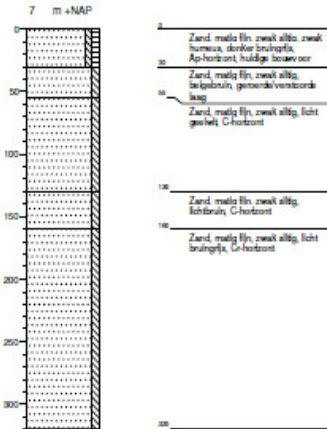 7 m +NAP
0
50
100
150
200
250
300
0
Zand, matig fijn, zwak siltig, zwak
humeus, donker bruingrijs,
Ap-horizont, huidige bouwvoor
30
Zand, matig fijn, zwak siltig,
beigebruin, geroerde/verstoorde
laag
55
Zand, matig fijn, zwak siltig, licht
geelwit, C-horizont
130
Zand, matig fijn, zwak siltig,
lichtbruin, C-horizont
160
Zand, matig fijn, zwak siltig, licht
bruingrijs, Cr-horizont
320